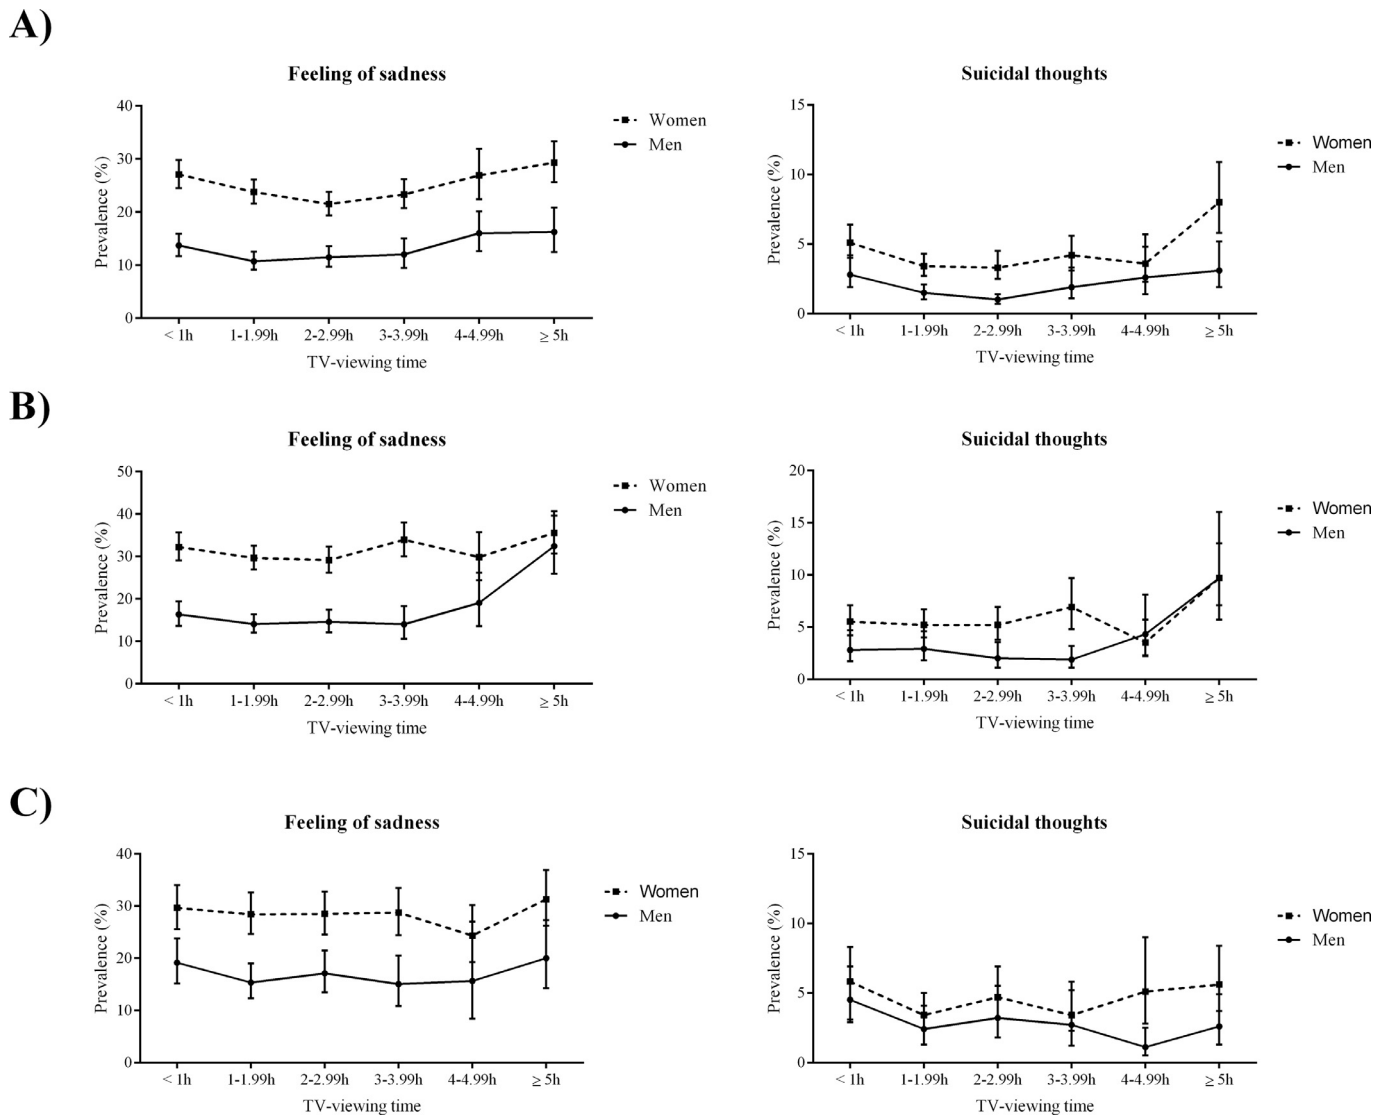 A)
Feeling of sadness
40
30
20
10
0
Prevalence (%)
< 1h 1-1.99h 2-2.99h 3-3.99h 4-4.99h ≥ 5h
TV-viewing time
Women
Men
Suicidal thoughts
15
10
5
0
Prevalence (%)
< 1h 1-1.99h 2-2.99h 3-3.99h 4-4.99h ≥ 5h
TV-viewing time
Women
Men
B)
Feeling of sadness
50
40
30
20
10
0
Prevalence (%)
< 1h 1-1.99h 2-2.99h 3-3.99h 4-4.99h ≥ 5h
TV-viewing time
Women
Men
Suicidal thoughts
20
15
10
5
0
Prevalence (%)
< 1h 1-1.99h 2-2.99h 3-3.99h 4-4.99h ≥ 5h
TV-viewing time
Women
Men
C)
Feeling of sadness
40
30
20
10
0
Prevalence (%)
< 1h 1-1.99h 2-2.99h 3-3.99h 4-4.99h ≥ 5h
TV-viewing time
Women
Men
Suicidal thoughts
15
10
5
0
Prevalence (%)
< 1h 1-1.99h 2-2.99h 3-3.99h 4-4.99h ≥ 5h
TV-viewing time
Women
Men